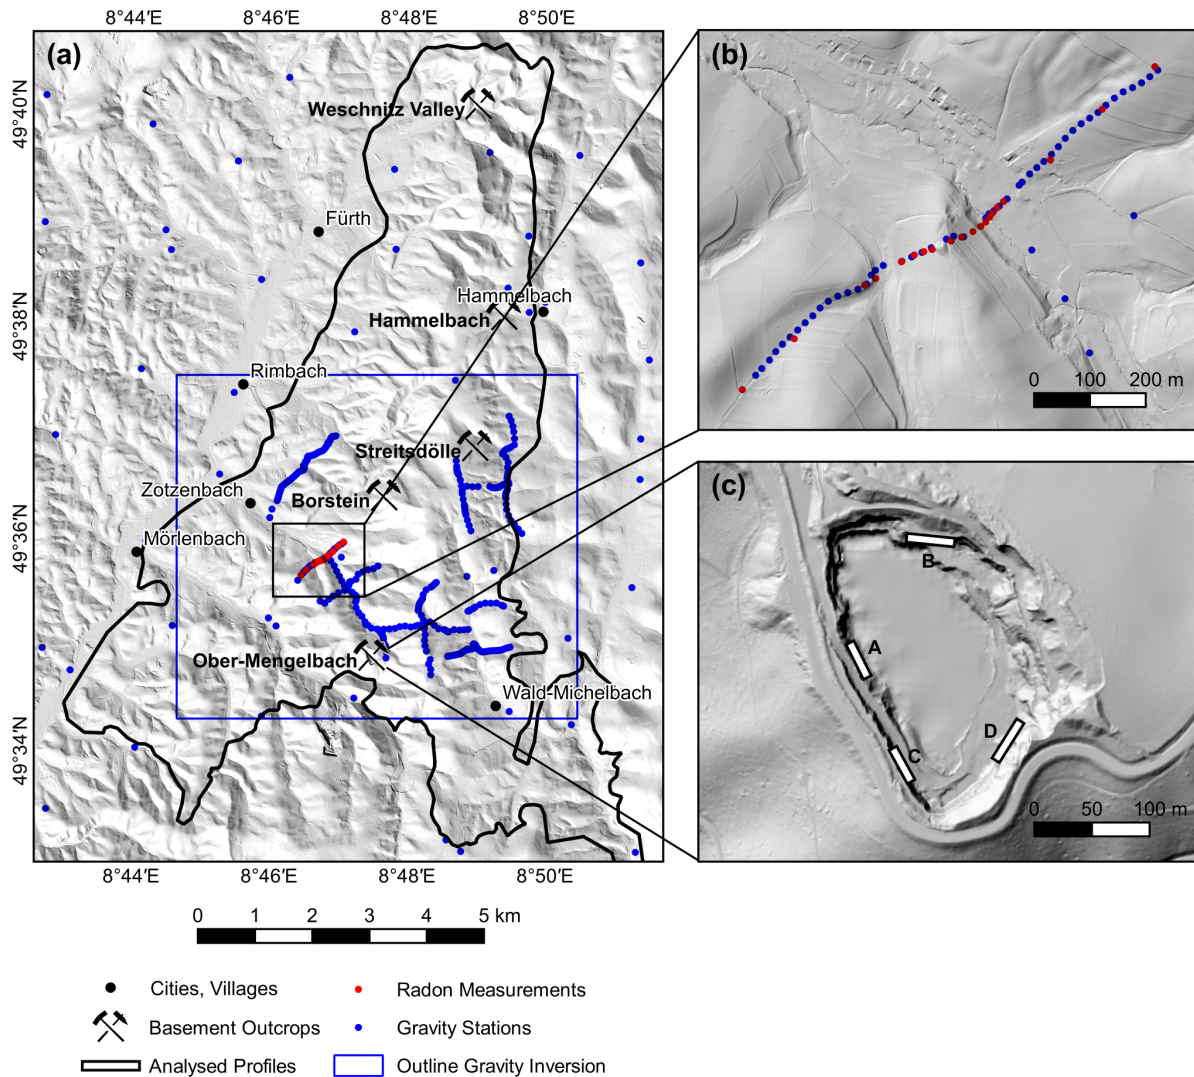 8°44′E 8°46′E 8°48′E 8°50′E
(a)
49°40′N
49°38′N
49°36′N
49°34′N
Weschnitz Valley
Fürth
Hammelbach
Hammelbach
Rimbach
Streitsdölle
Zotzenbach
Borstein
Mörlenbach
Ober-Mengelbach
Wald-Michelbach
8°44′E 8°46′E 8°48′E 8°50′E
(b)
0 100 200 m
(c)
B
A
D
C
0 50 100 m
0 1 2 3 4 5 km
Cities, Villages
Radon Measurements
Basement Outcrops
Gravity Stations
Analysed Profiles
Outline Gravity Inversion